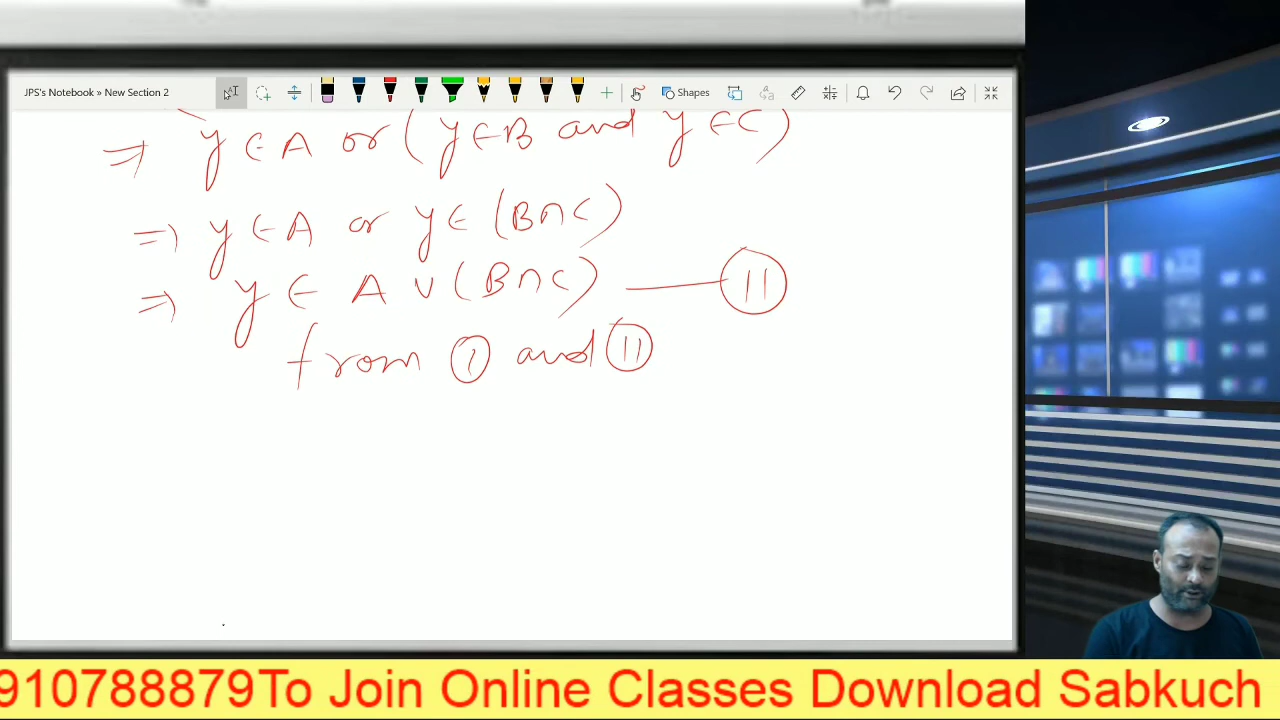 JPS's Notebook » New Section 2
Shapes
⇒ y ∈ A or (y ∈ B and y ∈ C)
⇒ y ∈ A or y ∈ (B ∩ C)
⇒ y ∈ A ∪ (B ∩ C) — II
from I and II
910788879To Join Online Classes Download Sabkuch